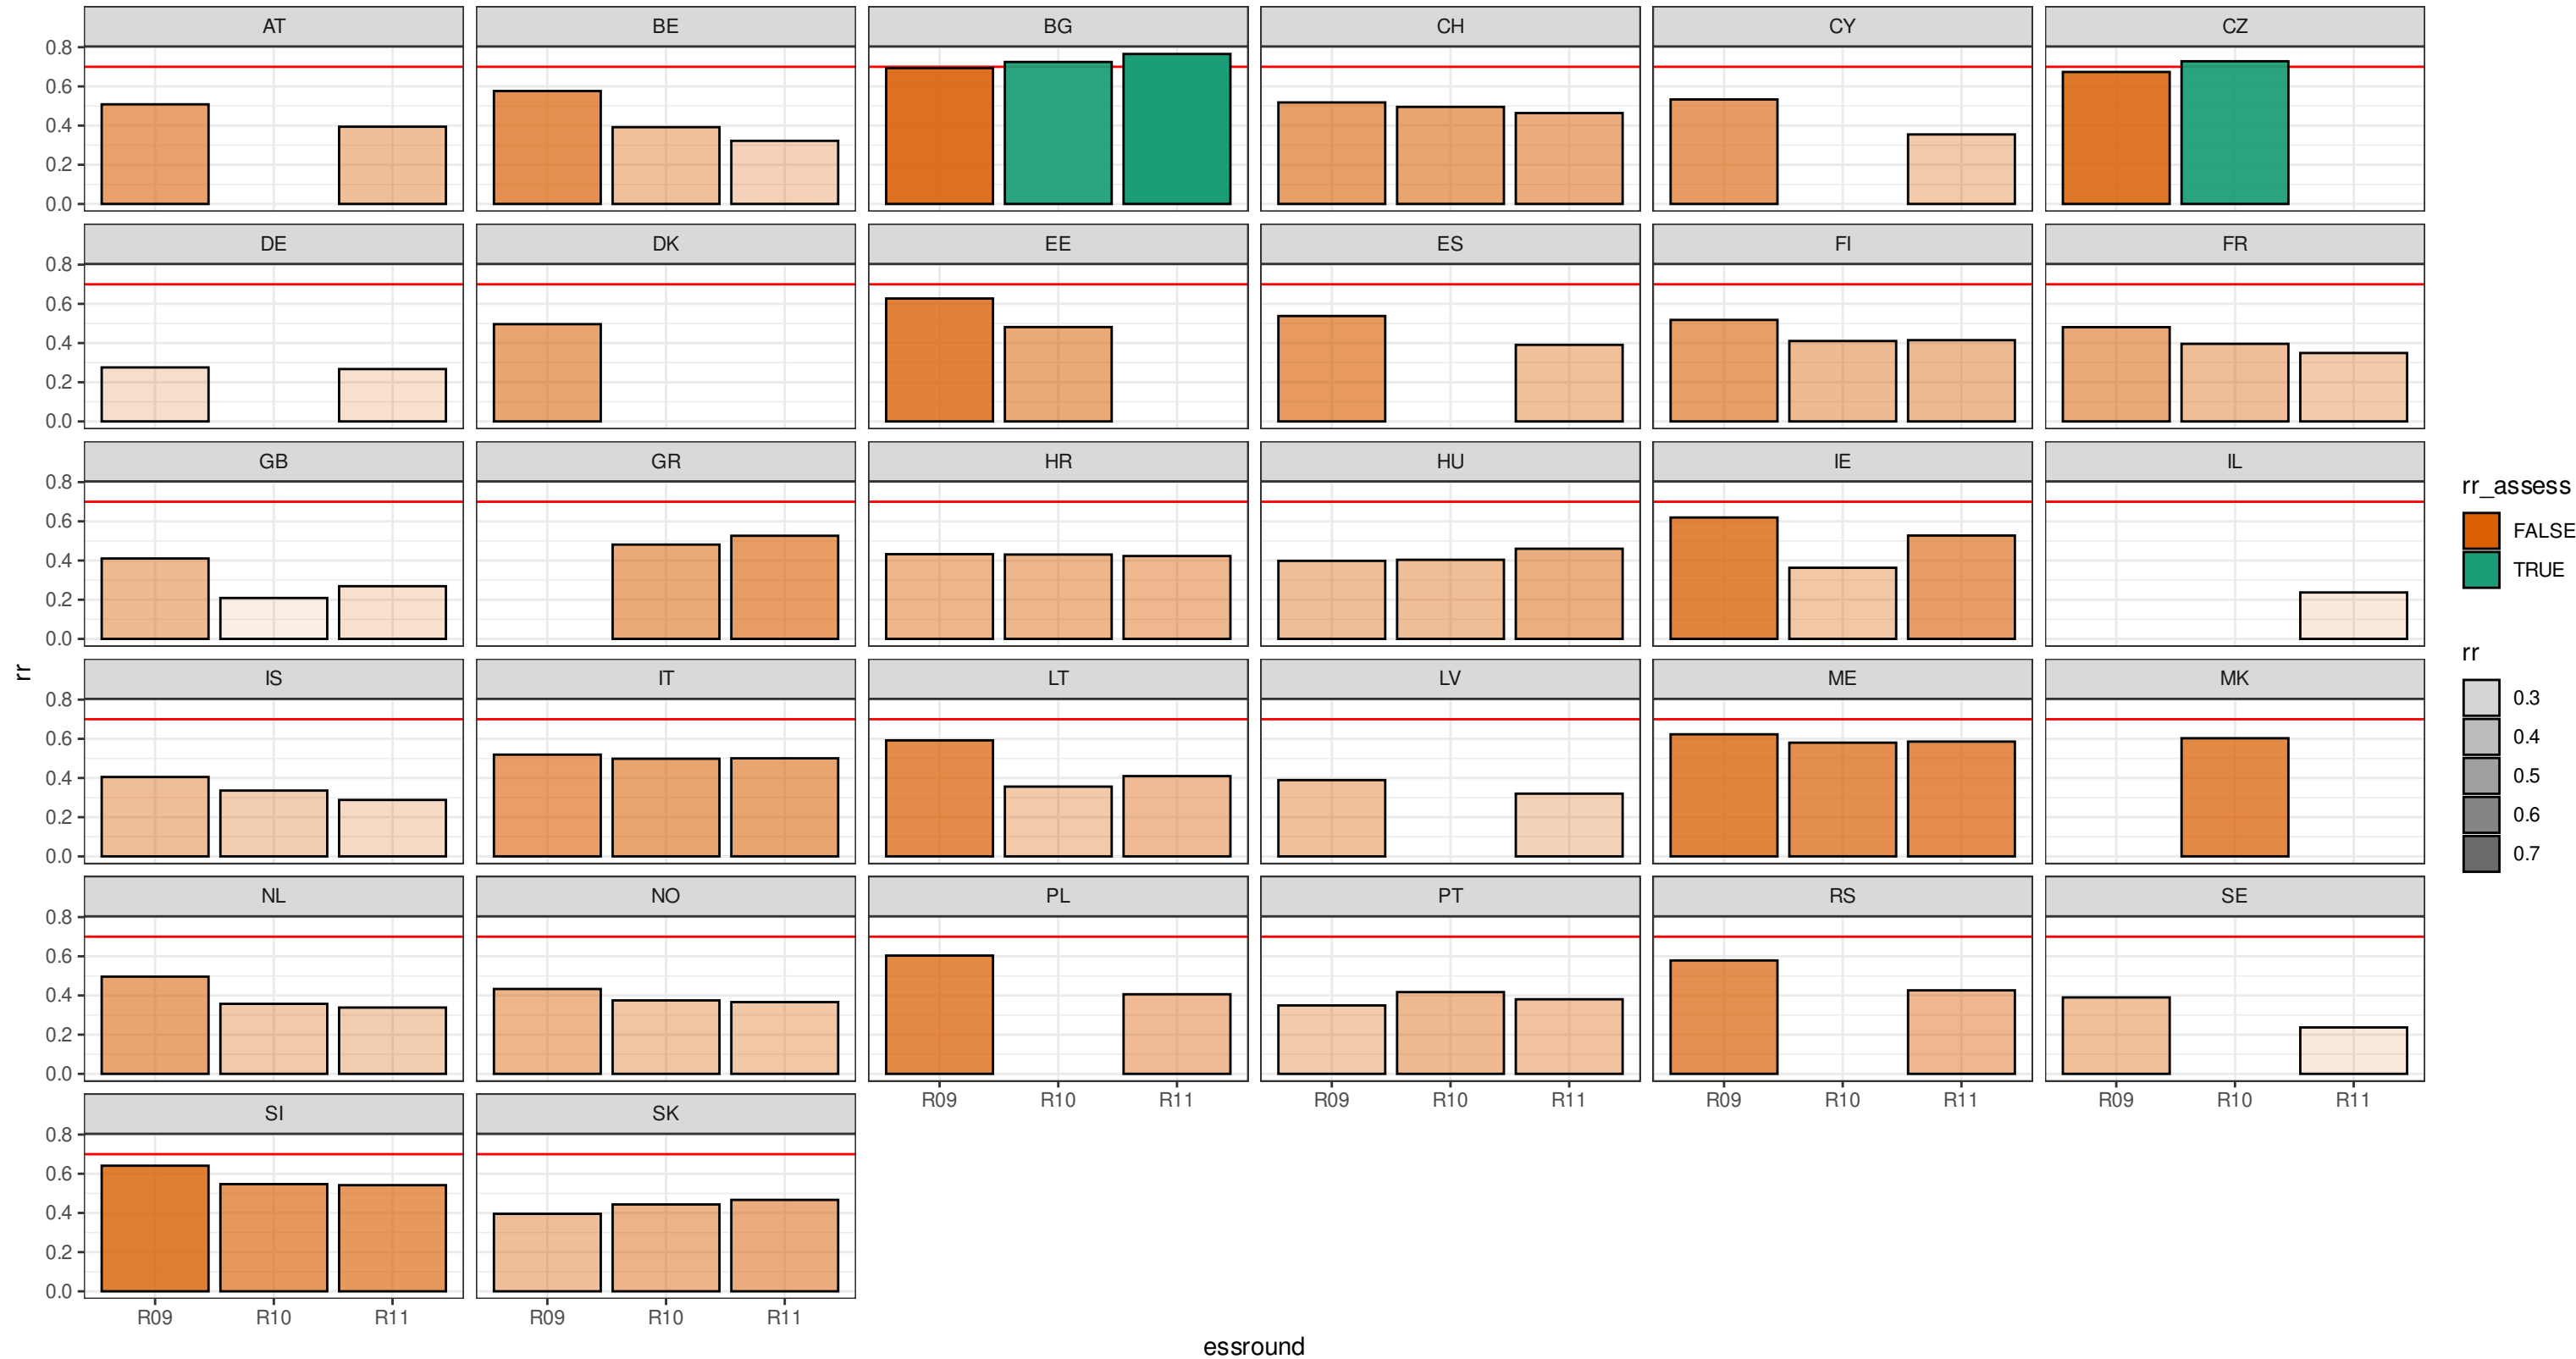 AT BE BG CH CY CZ
0.8
0.6
0.4
0.2
0.0
DE DK EE ES FI FR
0.8
0.6
0.4
0.2
0.0
GB GR HR HU IE IL
0.8
0.6
0.4
0.2
0.0
IS IT LT LV ME MK
0.8
0.6
0.4
0.2
0.0
NL NO PL PT RS SE
0.8
0.6
0.4
0.2
0.0
R09 R10 R11 R09 R10 R11 R09 R10 R11 R09 R10 R11
SI SK
0.8
0.6
0.4
0.2
0.0
R09 R10 R11 R09 R10 R11
essround
rr
rr_assess
FALSE
TRUE
rr
0.3
0.4
0.5
0.6
0.7